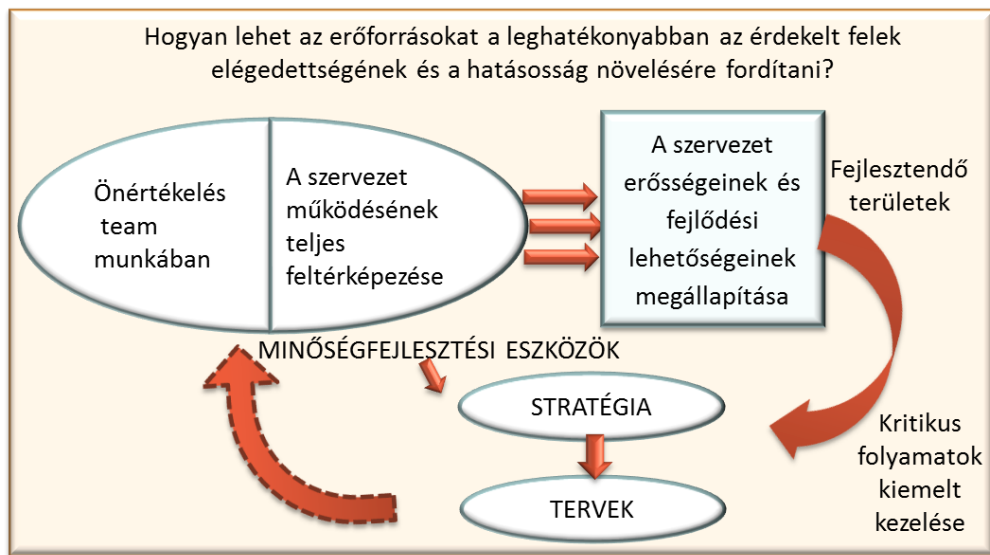 Hogyan lehet az erőforrásokat a leghatékonyabban az érdekelt felek
elégedettségének és a hatásosság növelésére fordítani?
Önértékelés
team
munkában
A szervezet
működésének
teljes
feltérképezése
A szervezet
erősségeinek és
fejlődési
lehetőségeinek
megállapítása
Fejlesztendő
területek
MINŐSÉGFEJLESZTÉSI ESZKÖZÖK
STRATÉGIA
TERVEK
Kritikus
folyamatok
kiemelt
kezelése